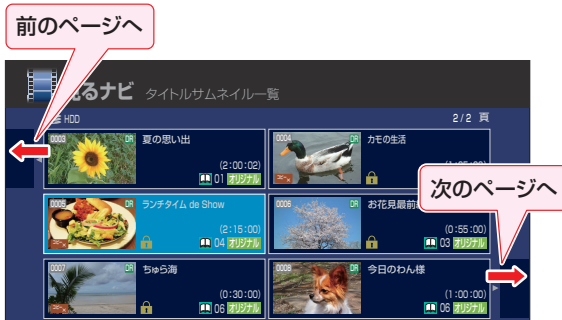 前のページへ
るナビ タイトルサムネイル一覧
HDD 2/2 頁
0003 DR 夏の思い出
(2:00:02)
01 オリジナル
0004 DR カモの生活
次のページへ
0005 DR ランチタイム de Show
(2:15:00)
04 オリジナル
0006 DR お花見最前
(0:55:00)
03 オリジナル
0007 DR ちゅら海
(0:30:00)
06 オリジナル
0008 DR 今日のわん様
(1:00:00)
06 オリジナル